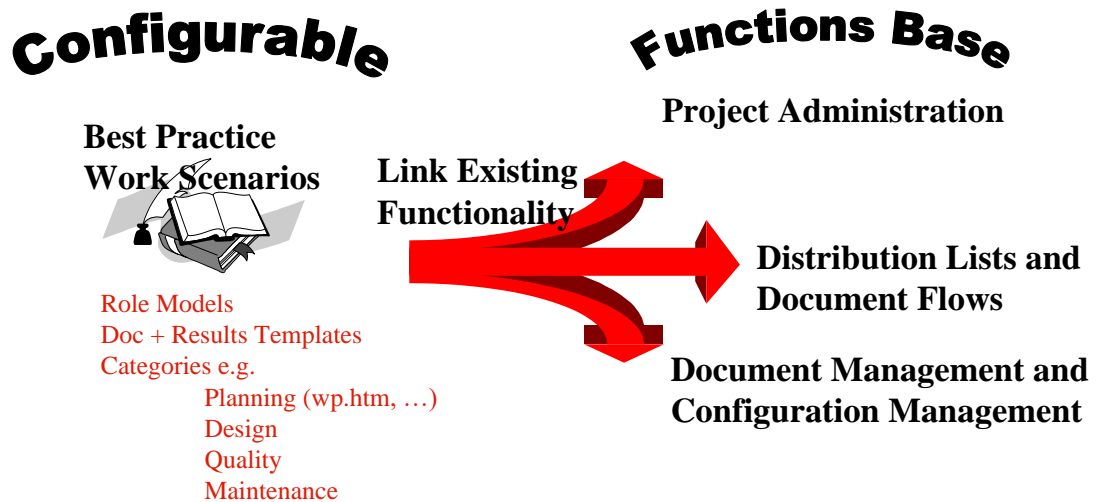 Configurable
Functions Base
Project Administration
Best Practice
Work Scenarios
Link Existing
Functionality
Distribution Lists and
Document Flows
Role Models
Doc + Results Templates
Categories e.g.
Planning (wp.htm, …)
Design
Quality
Maintenance
Document Management and
Configuration Management